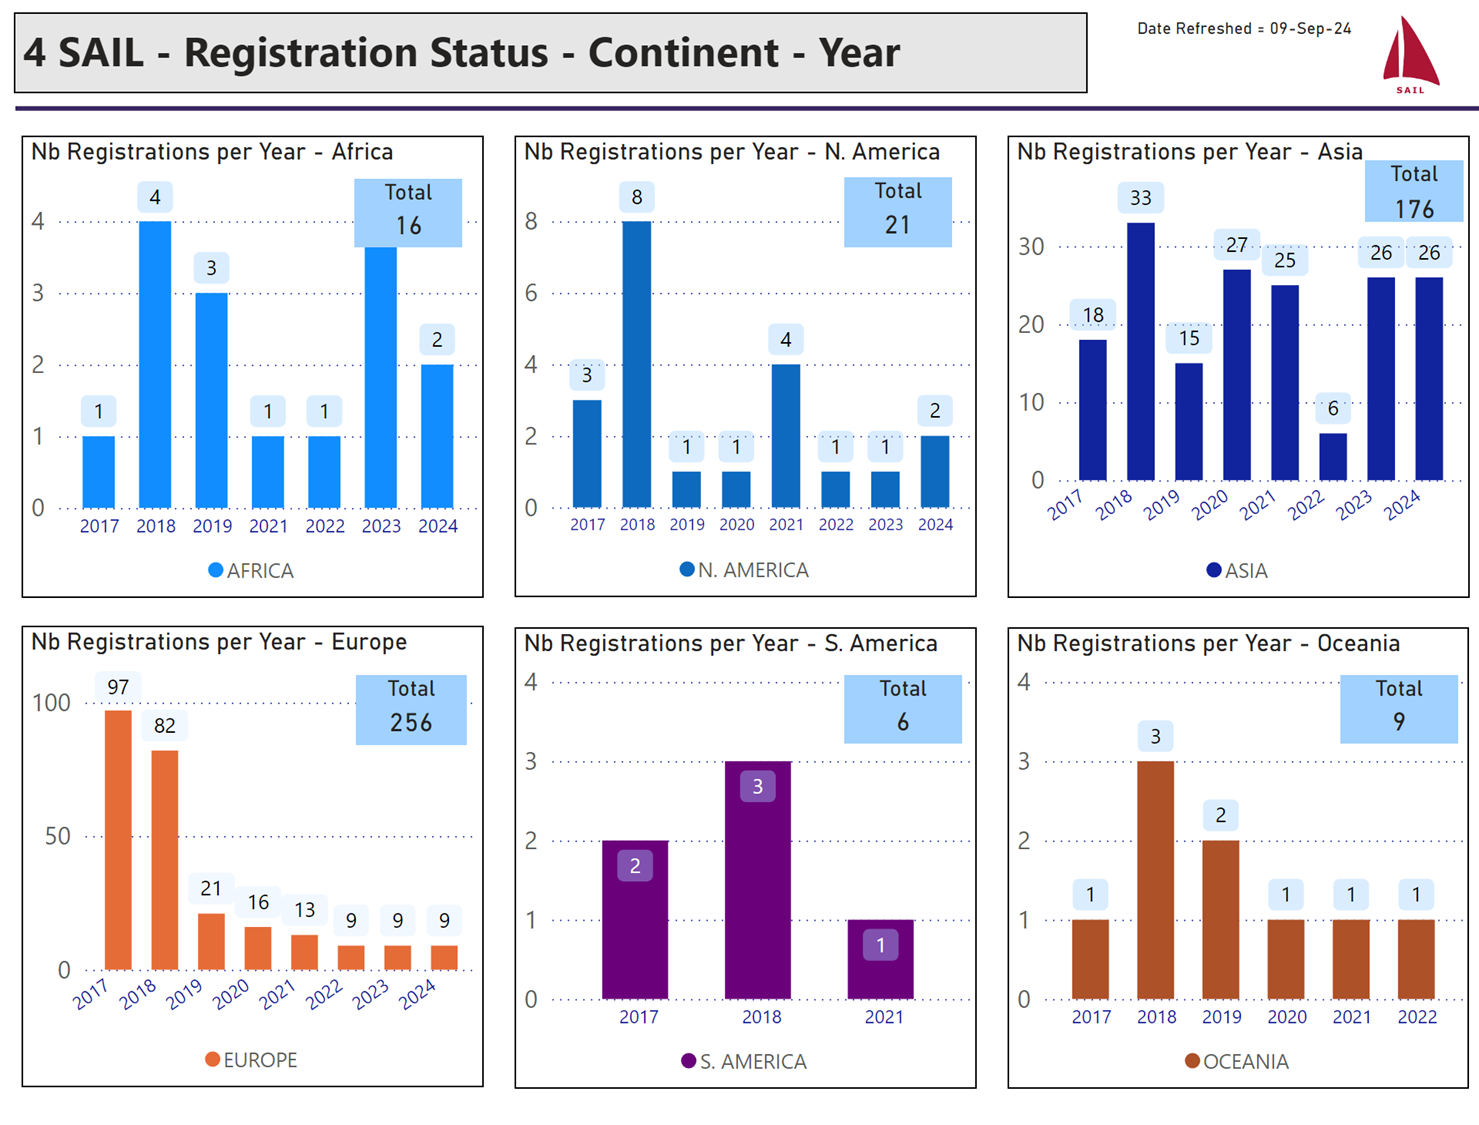 4 SAIL - Registration Status - Continent - Year
Date Refreshed = 09-Sep-24
SAIL
Nb Registrations per Year - Africa
Total
16
4
3
2
1
0
1
4
3
1
1
2
2017 2018 2019 2021 2022 2023 2024
AFRICA
Nb Registrations per Year - N. America
Total
21
8
6
4
2
0
3
8
1
1
4
1
1
2
2017 2018 2019 2020 2021 2022 2023 2024
N. AMERICA
Nb Registrations per Year - Asia
Total
176
30
20
10
0
18
33
15
27
25
6
26
26
2017 2018 2019 2020 2021 2022 2023 2024
ASIA
Nb Registrations per Year - Europe
Total
256
100
50
0
97
82
21
16
13
9
9
9
2017 2018 2019 2020 2021 2022 2023 2024
EUROPE
Nb Registrations per Year - S. America
Total
6
4
3
2
1
0
2
3
1
2017 2018 2021
S. AMERICA
Nb Registrations per Year - Oceania
Total
9
4
3
2
1
0
1
3
2
1
1
1
2017 2018 2019 2020 2021 2022
OCEANIA